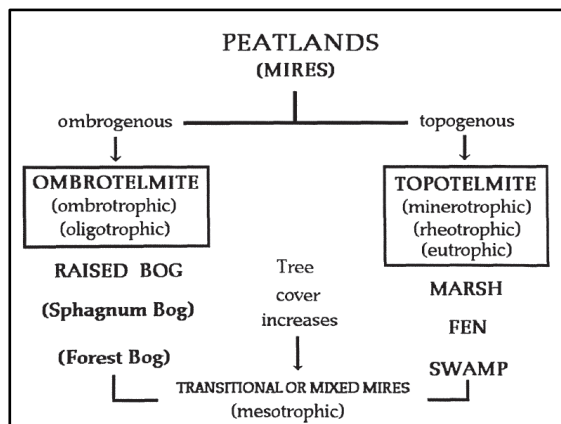 PEATLANDS
(MIRES)
ombrogenous
topogenous
OMBROTELMITE
(ombrotrophic)
(oligotrophic)
TOPOTELMITE
(minerotrophic)
(rheotrophic)
(eutrophic)
RAISED BOG
(Sphagnum Bog)
(Forest Bog)
Tree
cover
increases
MARSH
FEN
SWAMP
TRANSITIONAL OR MIXED MIRES
(mesotrophic)